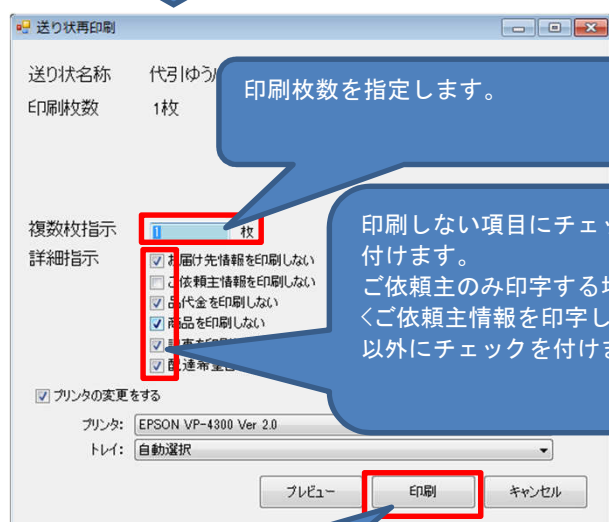 送り状再印刷
送り状名称 代引ゆう
印刷枚数 1枚
印刷枚数を指定します。
複数枚指示 1 枚
詳細指示
お届け先情報を印刷しない
ご依頼主情報を印刷しない
品代金を印刷しない
商品を印刷しない
印刷しない項目にチェッ
付けます。
ご依頼主のみ印字する
<ご依頼主情報を印字し
以外にチェックを付けま
プリンタの変更をする
プリンタ: EPSON VP-4300 Ver 2.0
トレイ: 自動選択
プレビュー 印刷 キャンセル